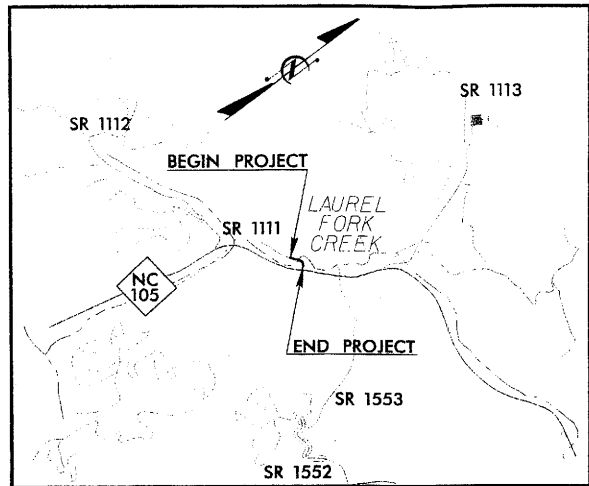 SR 1113
SR 1112
BEGIN PROJECT
LAUREL
FORK
CREEK
SR 1111
NC
105
END PROJECT
SR 1553
SR 1552